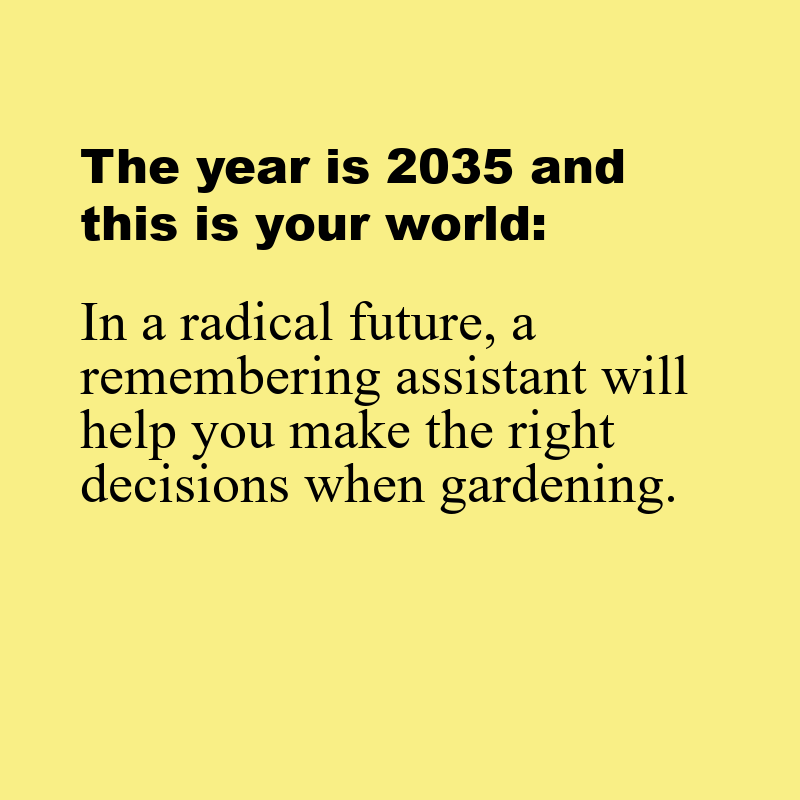 The year is 2035 and
this is your world:
In a radical future, a
remembering assistant will
help you make the right
decisions when gardening.